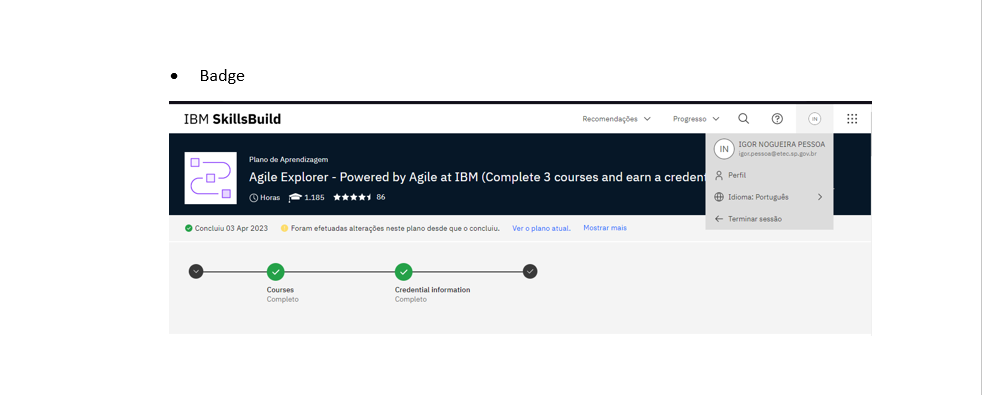 • Badge
IBM SkillsBuild
Recomendações
Progresso
IN
IN
IGOR NOGUEIRA PESSOA
igor.pessoa@etec.sp.gov.br
Perfil
Idioma: Português
Terminar sessão
Plano de Aprendizagem
Agile Explorer - Powered by Agile at IBM (Complete 3 courses and earn a credent
Horas 1,185 86
Concluiu 03 Apr 2023 Foram efetuadas alterações neste plano desde que o concluiu. Ver o plano atual. Mostrar mais
Courses
Completo
Credential information
Completo